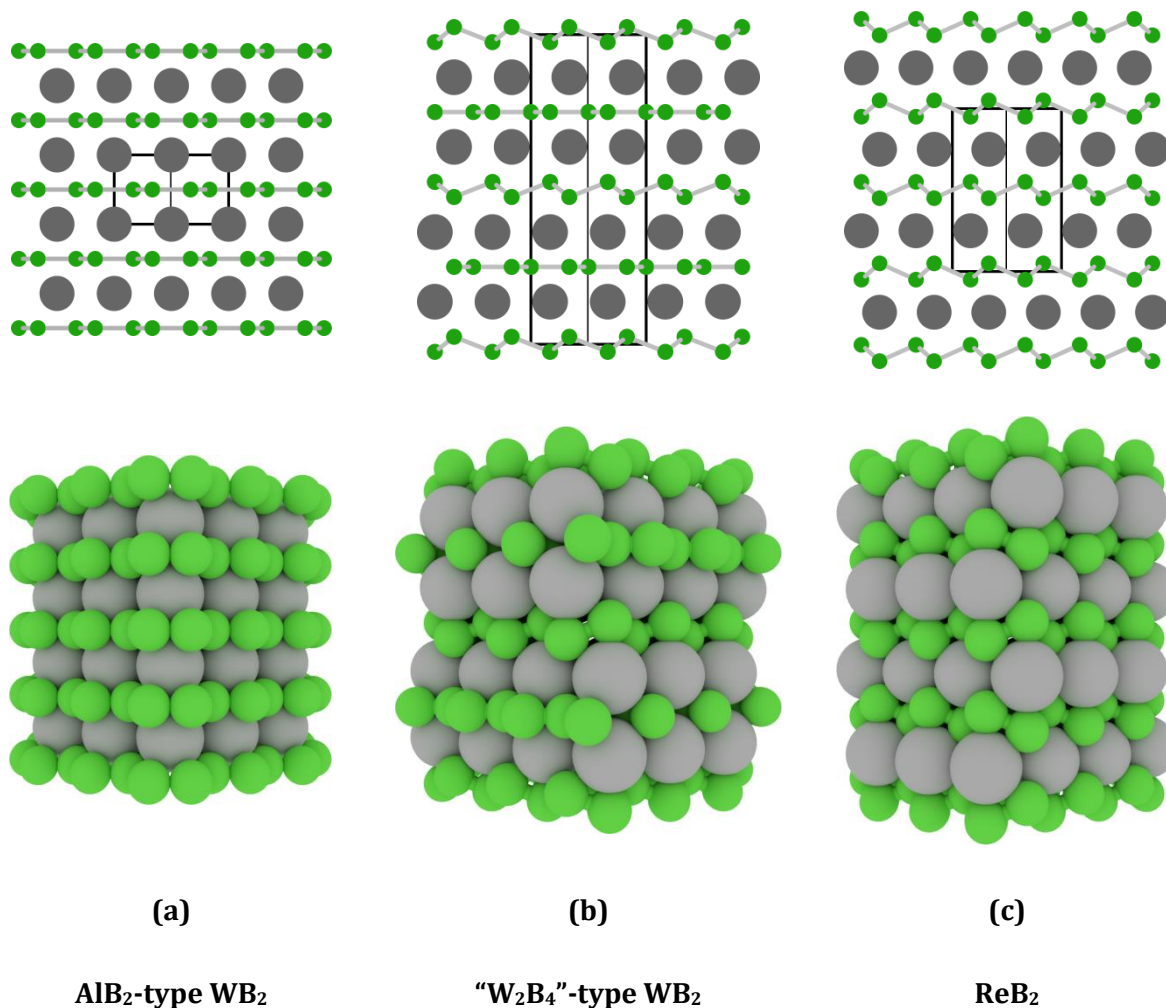 (a)
(b)
(c)
AlB₂-type WB₂
“W₂B₄”-type WB₂
ReB₂